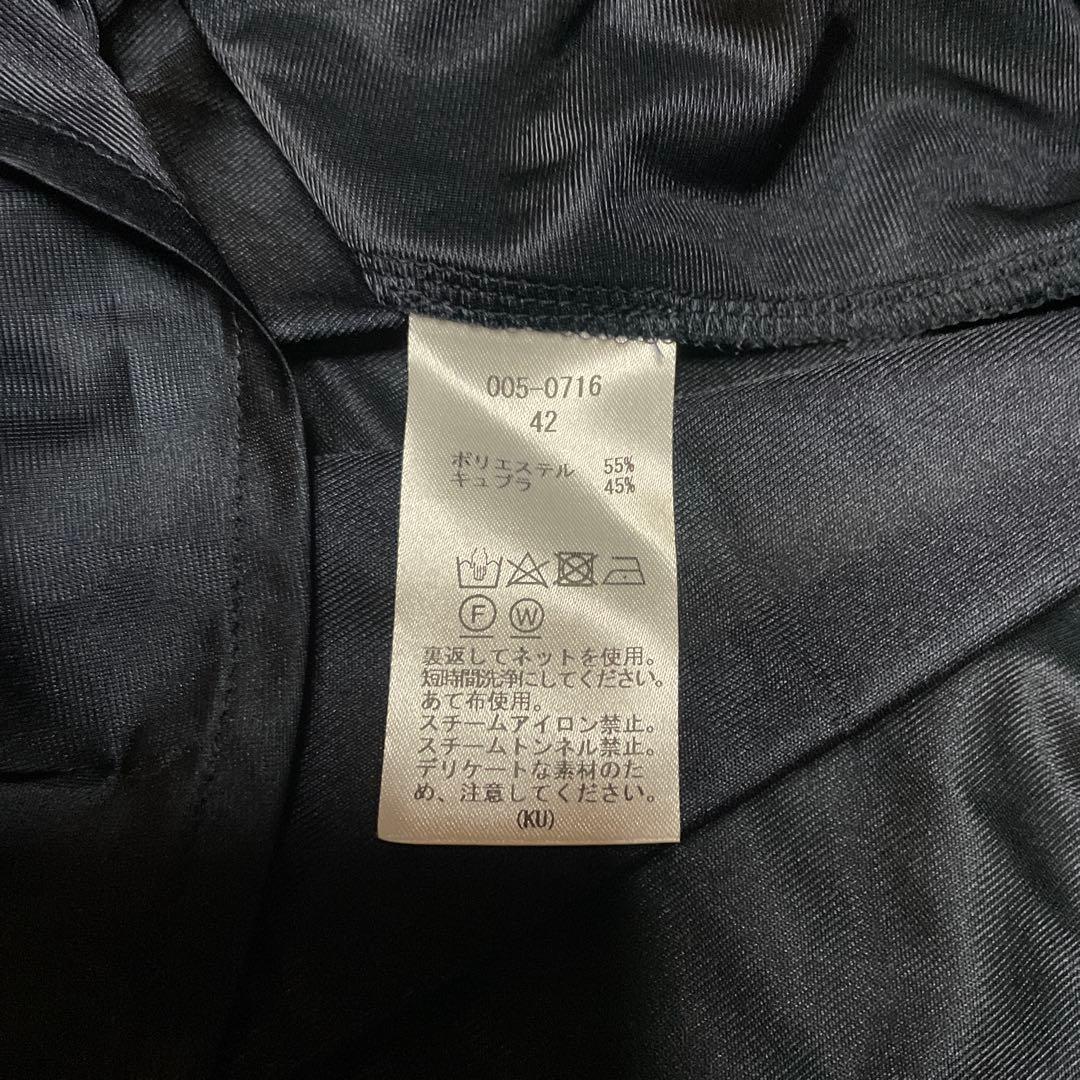 005-0716
42
ポリエステル 55%
キュプラ 45%
F W
裏返してネットを使用。
短時間洗浄にしてください。
あて布使用。
スチームアイロン禁止。
スチームトンネル禁止。
デリケートな素材のた
め、注意してください。
(KU)